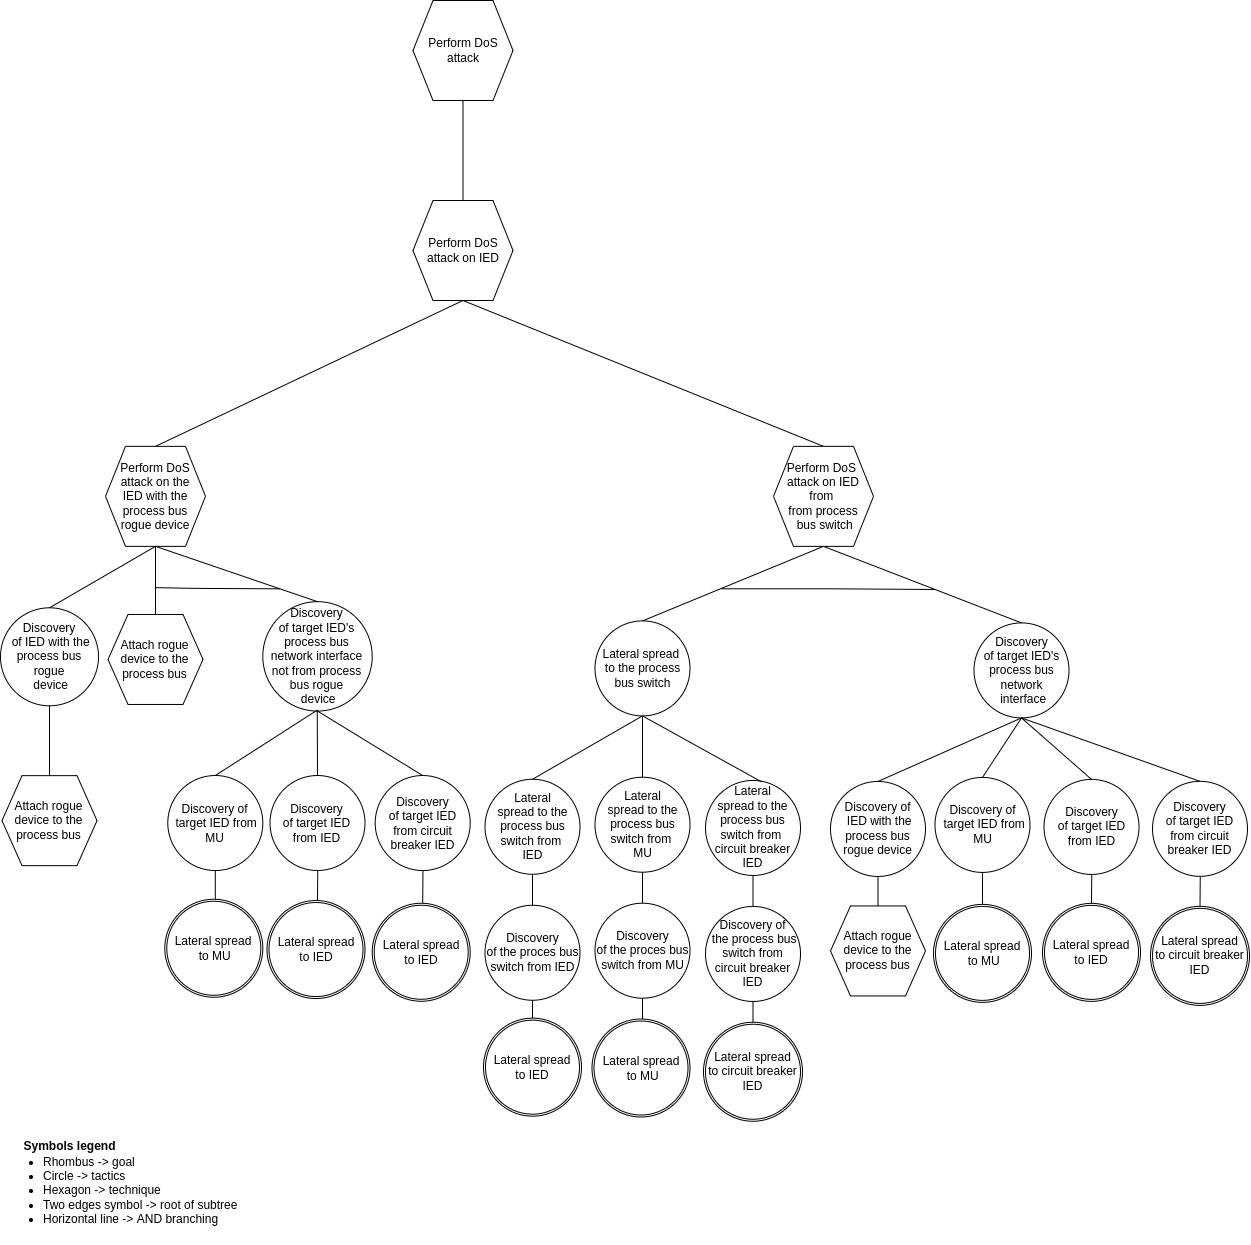 Perform DoS
attack
Perform DoS
attack on IED
Perform DoS
attack on the
IED with the
process bus
rogue device
Perform DoS
attack on IED
from
from process
bus switch
Discovery
of IED with the
process bus
rogue
device
Attach rogue
device to the
process bus
Discovery
of target IED's
process bus
network interface
not from process
bus rogue
device
Lateral spread
to the process
bus switch
Discovery
of target IED's
process bus
network
interface
Attach rogue
device to the
process bus
Discovery of
target IED from
MU
Discovery
of target IED
from IED
Discovery
of target IED
from circuit
breaker IED
Lateral
spread to the
process bus
switch from
IED
Lateral
spread to the
process bus
switch from
MU
Lateral
spread to the
process bus
switch from
circuit breaker
IED
Discovery of
IED with the
process bus
rogue device
Discovery of
target IED from
MU
Discovery
of target IED
from IED
Discovery
of target IED
from circuit
breaker IED
Lateral spread
to MU
Lateral spread
to IED
Lateral spread
to IED
Discovery
of the proces bus
switch from IED
Discovery
of the proces bus
switch from MU
Discovery of
the process bus
switch from
circuit breaker
IED
Attach rogue
device to the
process bus
Lateral spread
to MU
Lateral spread
to IED
Lateral spread
to circuit breaker
IED
Lateral spread
to IED
Lateral spread
to MU
Lateral spread
to circuit breaker
IED
Symbols legend
• Rhombus -> goal
• Circle -> tactics
• Hexagon -> technique
• Two edges symbol -> root of subtree
• Horizontal line -> AND branching